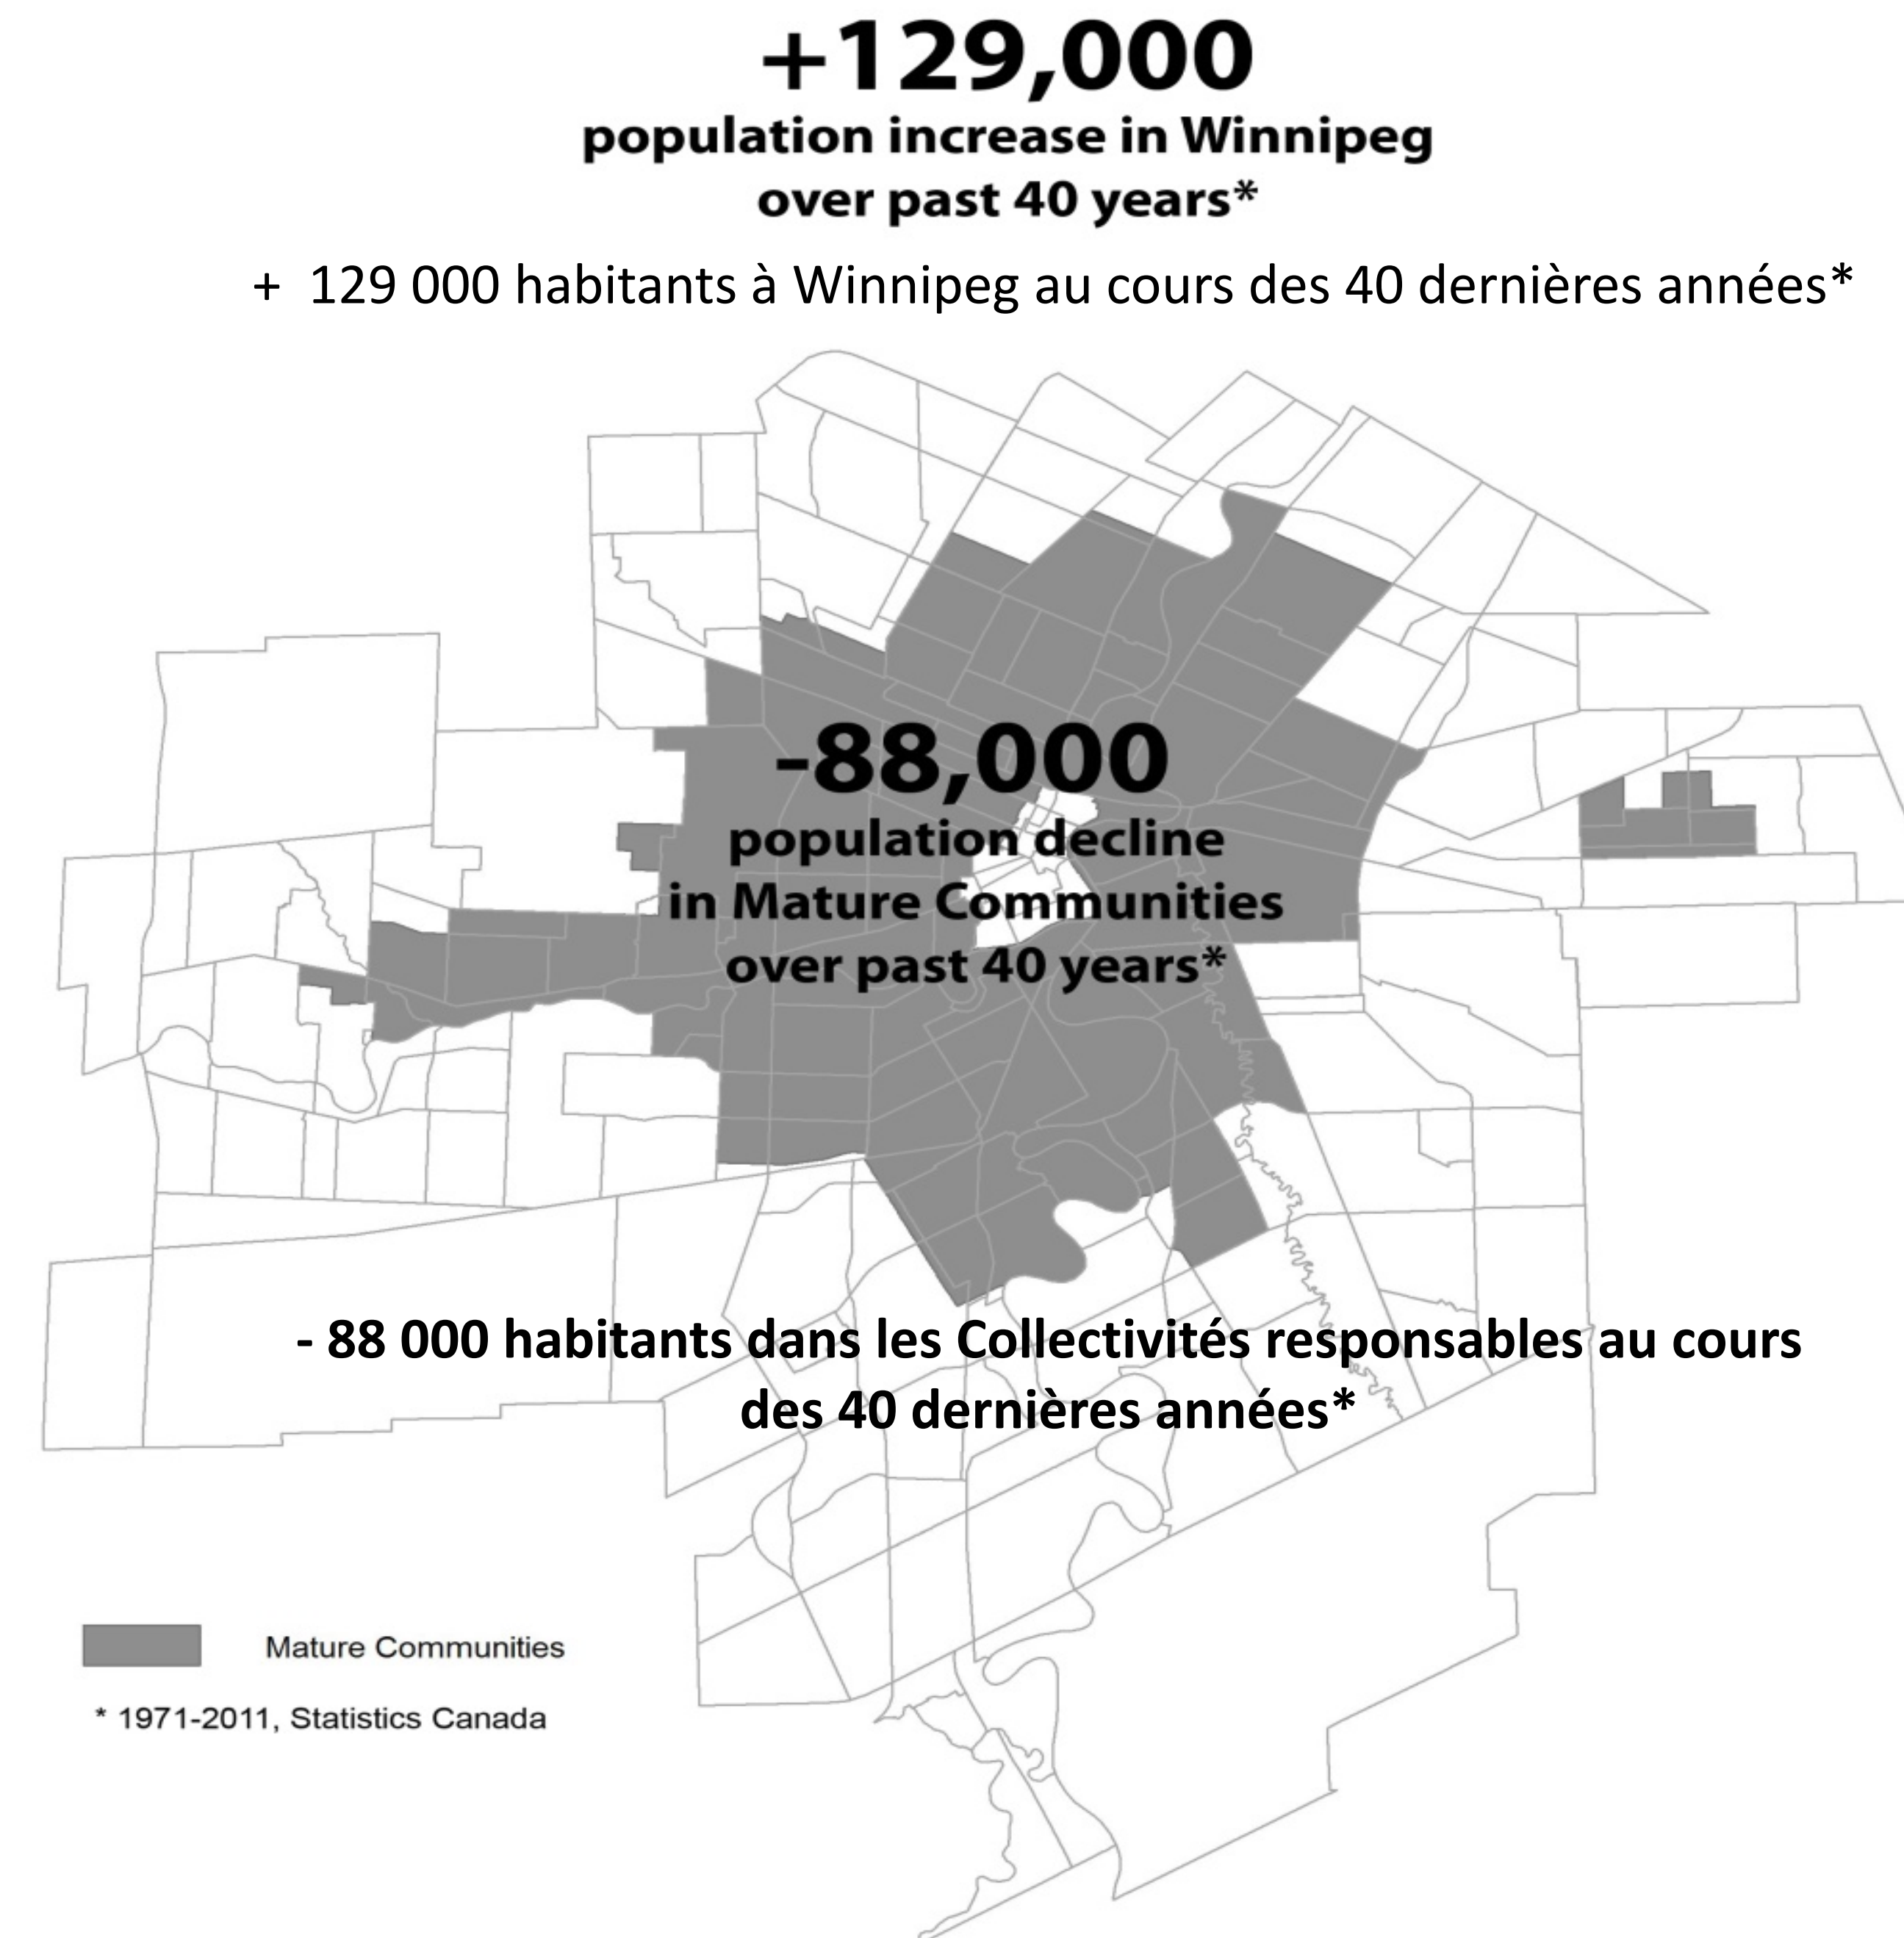 +129,000
population increase in Winnipeg
over past 40 years*
+ 129 000 habitants à Winnipeg au cours des 40 dernières années*
-88,000
population decline
in Mature Communities
over past 40 years*
- 88 000 habitants dans les Collectivités responsables au cours
des 40 dernières années*
Mature Communities
* 1971-2011, Statistics Canada